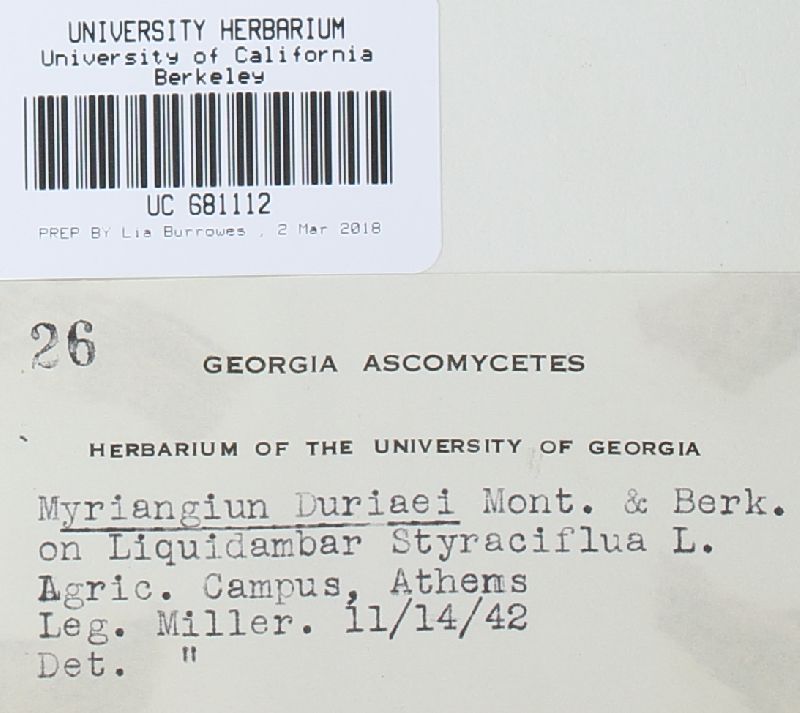 UNIVERSITY HERBARIUM
University of California
Berkeley
UC 681112
PREP BY Lia Burrowes , 2 Mar 2018
26
GEORGIA ASCOMYCETES
HERBARIUM OF THE UNIVERSITY OF GEORGIA
Myriangiun Duriaei Mont. & Berk.
on Liquidambar Styraciflua L.
Agric. Campus, Athens
Leg. Miller. 11/14/42
Det. "